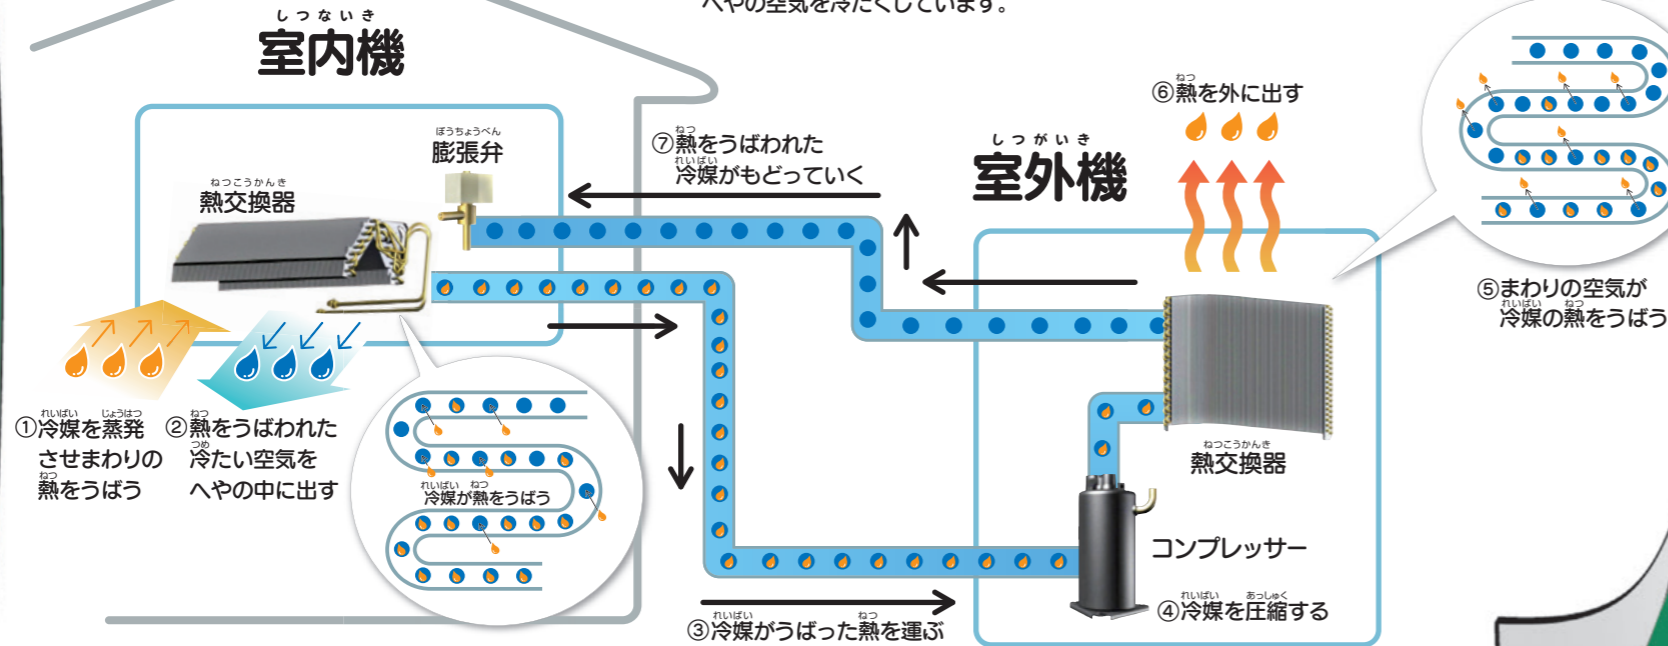 へやの空気を冷たくしています。
しつないき
室内機
ぼうちょうべん
膨張弁
ねつこうかんき
熱交換器
①冷媒を蒸発
れいばい じょうはつ
させまわりの
熱をうばう
ねつ
②熱をうばわれた
ねつ
冷たい空気を
つめ
へやの中に出す
冷媒が熱をうばう
れいばい ねつ
⑦熱をうばわれた
ねつ
冷媒がもどっていく
れいばい
しつがいき
室外機
⑥熱を外に出す
ねつ
⑤まわりの空気が
冷媒の熱をうばう
れいばい ねつ
ねつこうかんき
熱交換器
コンプレッサー
④冷媒を圧縮する
れいばい あっしゅく
③冷媒がうばった熱を運ぶ
れいばい ねつ